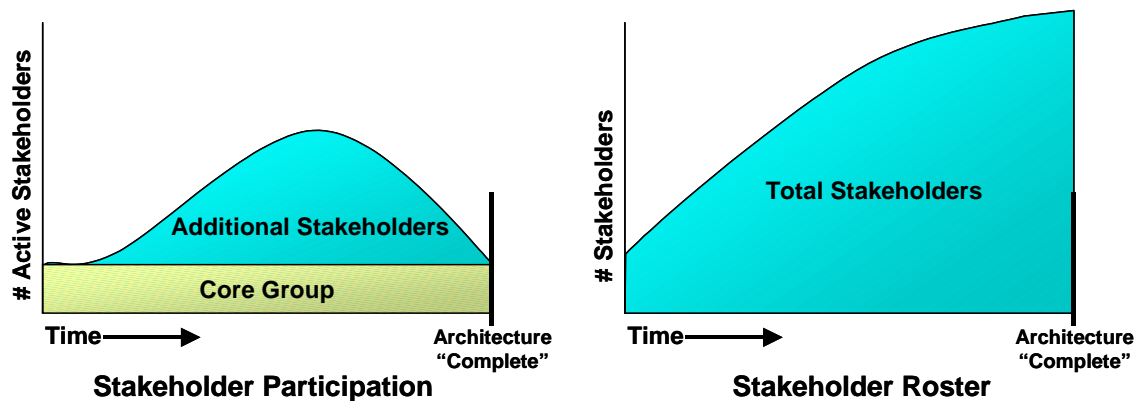 # Active Stakeholders
Additional Stakeholders
Core Group
Time
Architecture
“Complete”
Stakeholder Participation
# Stakeholders
Total Stakeholders
Time
Architecture
“Complete”
Stakeholder Roster